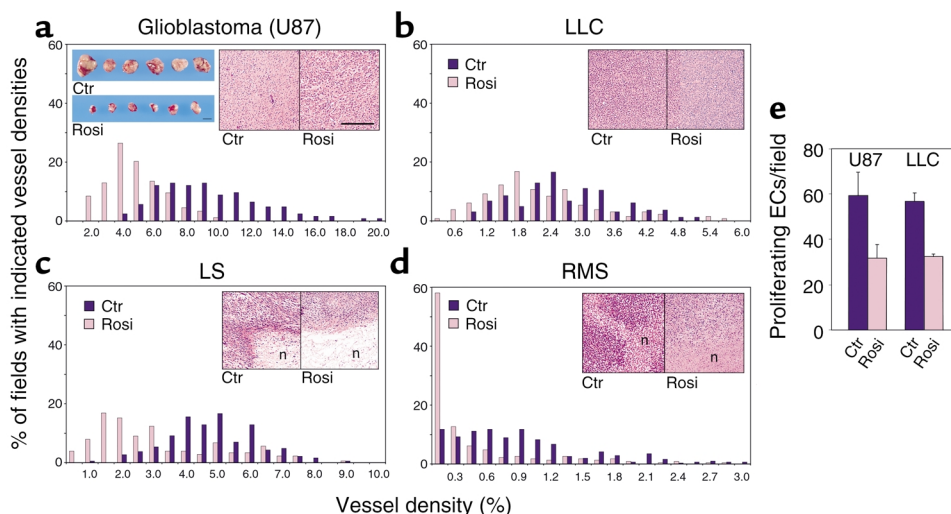 a
Glioblastoma (U87)
60
40
20
0
Ctr
Rosi
Ctr
Rosi
2.0 4.0 6.0 8.0 10.0 12.0 14.0 16.0 18.0 20.0
b
LLC
60
40
20
0
Ctr
Rosi
Ctr
Rosi
0.6 1.2 1.8 2.4 3.0 3.6 4.2 4.8 5.4 6.0
c
LS
60
40
20
0
Ctr
Rosi
n
n
Ctr
Rosi
1.0 2.0 3.0 4.0 5.0 6.0 7.0 8.0 9.0 10.0
d
RMS
60
40
20
0
Ctr
Rosi
n
n
Ctr
Rosi
0.3 0.6 0.9 1.2 1.5 1.8 2.1 2.4 2.7 3.0
% of fields with indicated vessel densities
Vessel density (%)
e
80
60
40
20
0
U87 LLC
Proliferating ECs/field
Ctr
Rosi
Ctr
Rosi